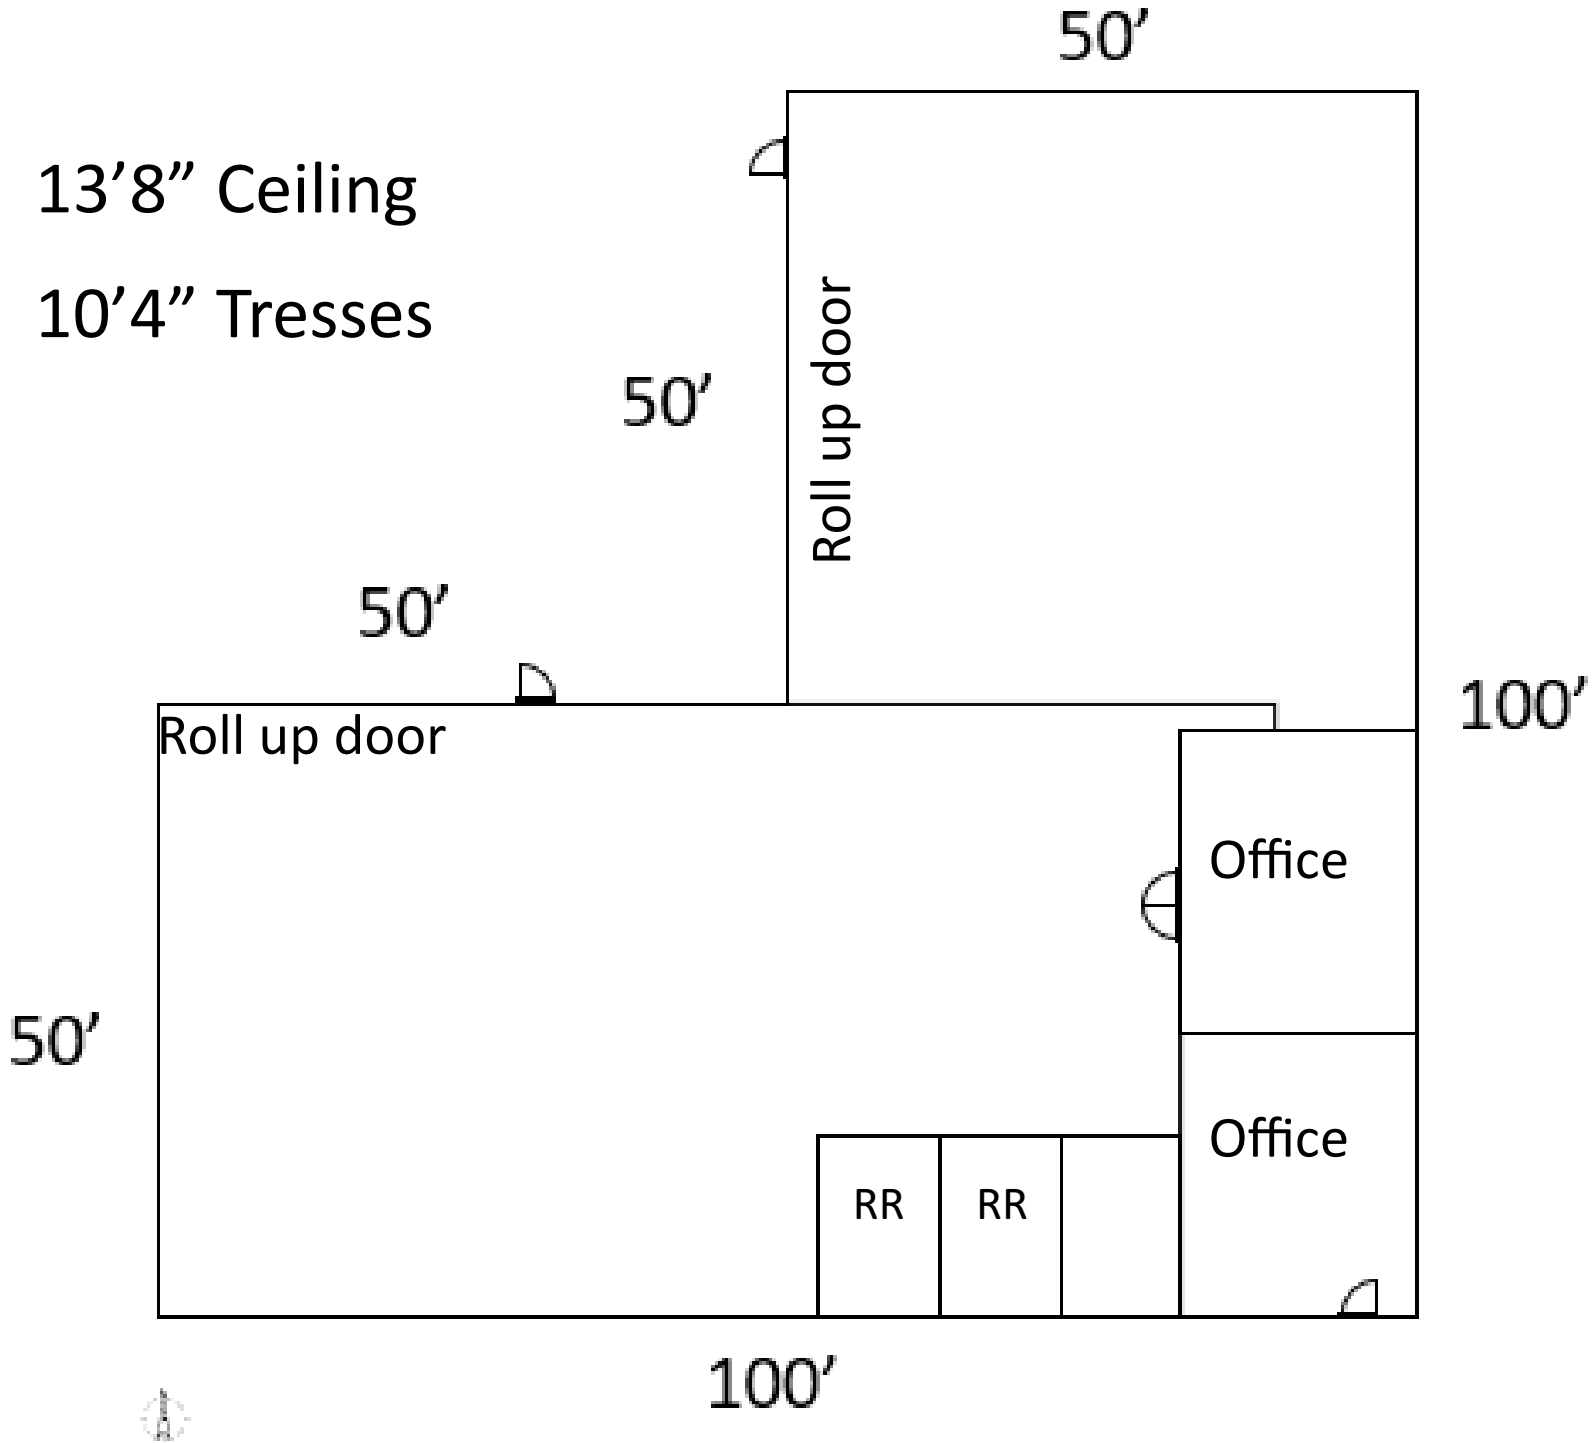 50’
13’8” Ceiling
10’4” Tresses
Roll up door
50’
50’
100’
Roll up door
Office
50’
Office
RR
RR
100’